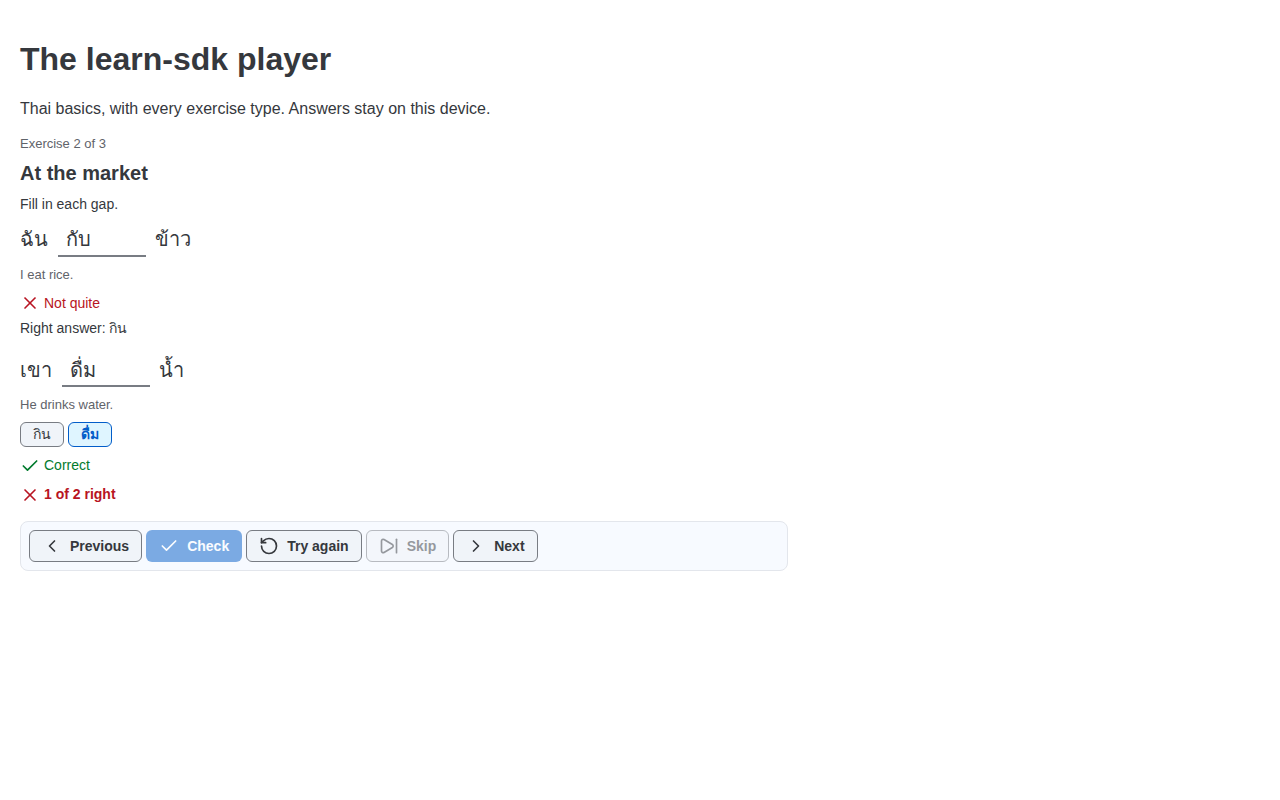 The learn-sdk player
Thai basics, with every exercise type. Answers stay on this device.
Exercise 2 of 3
At the market
Fill in each gap.
ฉัน กับ ข้าว
I eat rice.
Not quite
Right answer: กิน
เขา ดื่ม น้ำ
He drinks water.
กิน ดื่ม
Correct
1 of 2 right
Previous Check Try again Skip Next